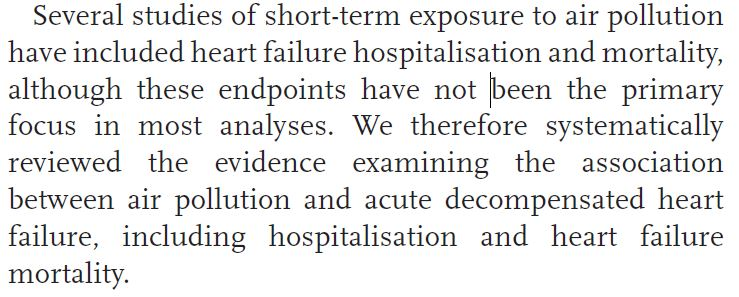 Several studies of short-term exposure to air pollution
have included heart failure hospitalisation and mortality,
although these endpoints have not been the primary
focus in most analyses. We therefore systematically
reviewed the evidence examining the association
between air pollution and acute decompensated heart
failure, including hospitalisation and heart failure
mortality.